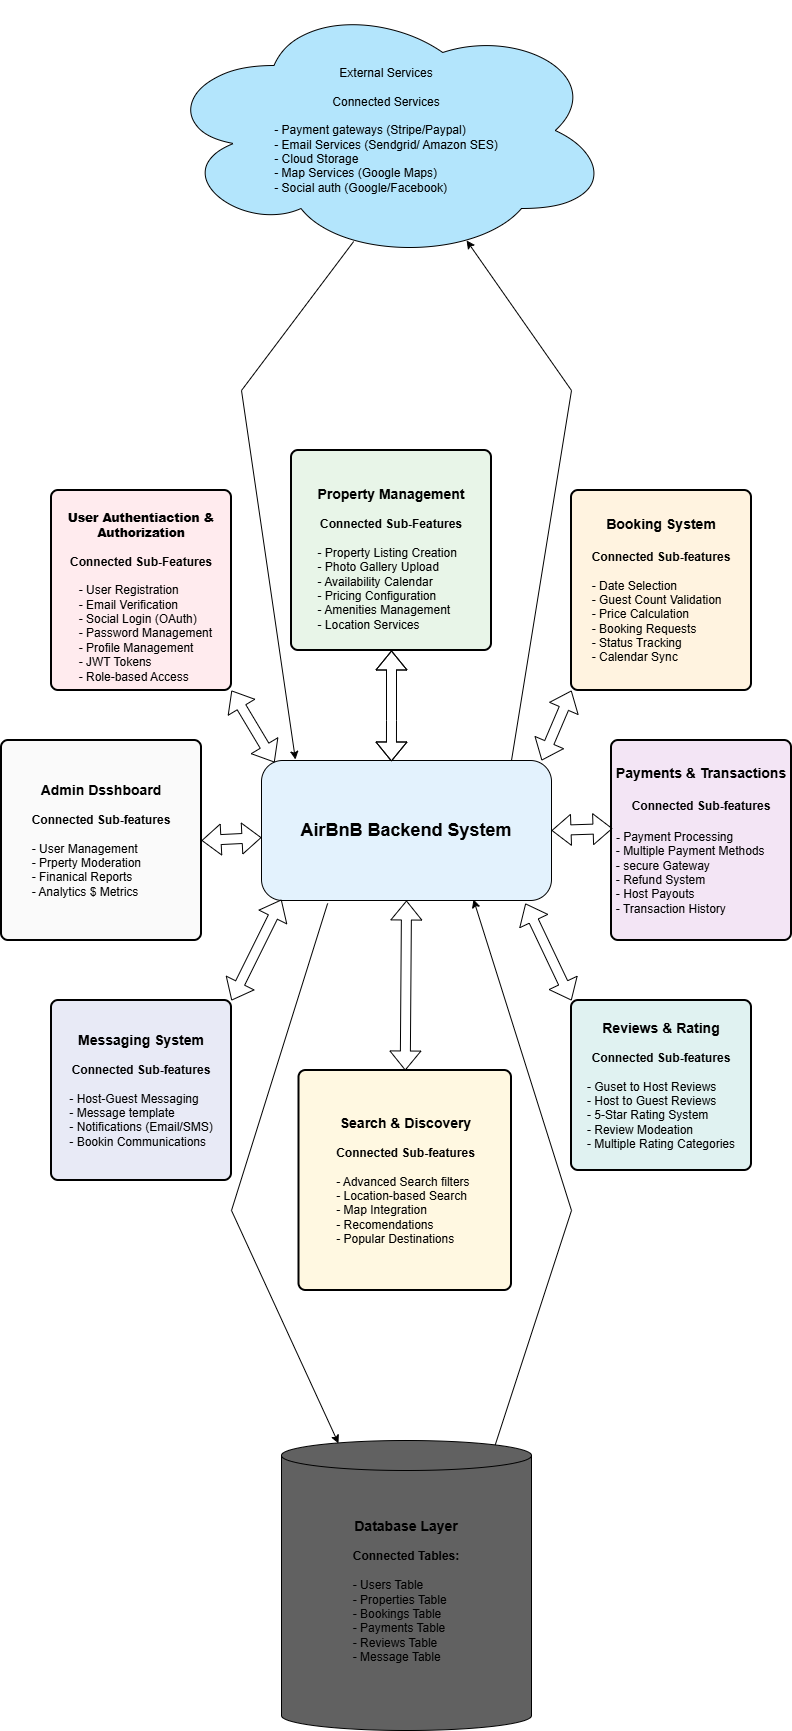 External Services
Connected Services
- Payment gateways (Stripe/Paypal)
- Email Services (Sendgrid/ Amazon SES)
- Cloud Storage
- Map Services (Google Maps)
- Social auth (Google/Facebook)
Property Management
Connected Sub-Features
- Property Listing Creation
- Photo Gallery Upload
- Availability Calendar
- Pricing Configuration
- Amenities Management
- Location Services
User Authentiaction &
Authorization
Connected Sub-Features
- User Registration
- Email Verification
- Social Login (OAuth)
- Password Management
- Profile Management
- JWT Tokens
- Role-based Access
Booking System
Connected Sub-features
- Date Selection
- Guest Count Validation
- Price Calculation
- Booking Requests
- Status Tracking
- Calendar Sync
Admin Dsshboard
Connected Sub-features
- User Management
- Prperty Moderation
- Finanical Reports
- Analytics $ Metrics
AirBnB Backend System
Payments & Transactions
Connected Sub-features
- Payment Processing
- Multiple Payment Methods
- secure Gateway
- Refund System
- Host Payouts
- Transaction History
Messaging System
Connected Sub-features
- Host-Guest Messaging
- Message template
- Notifications (Email/SMS)
- Bookin Communications
Search & Discovery
Connected Sub-features
- Advanced Search filters
- Location-based Search
- Map Integration
- Recomendations
- Popular Destinations
Reviews & Rating
Connected Sub-features
- Guset to Host Reviews
- Host to Guest Reviews
- 5-Star Rating System
- Review Modeation
- Multiple Rating Categories
Database Layer
Connected Tables:
- Users Table
- Properties Table
- Bookings Table
- Payments Table
- Reviews Table
- Message Table